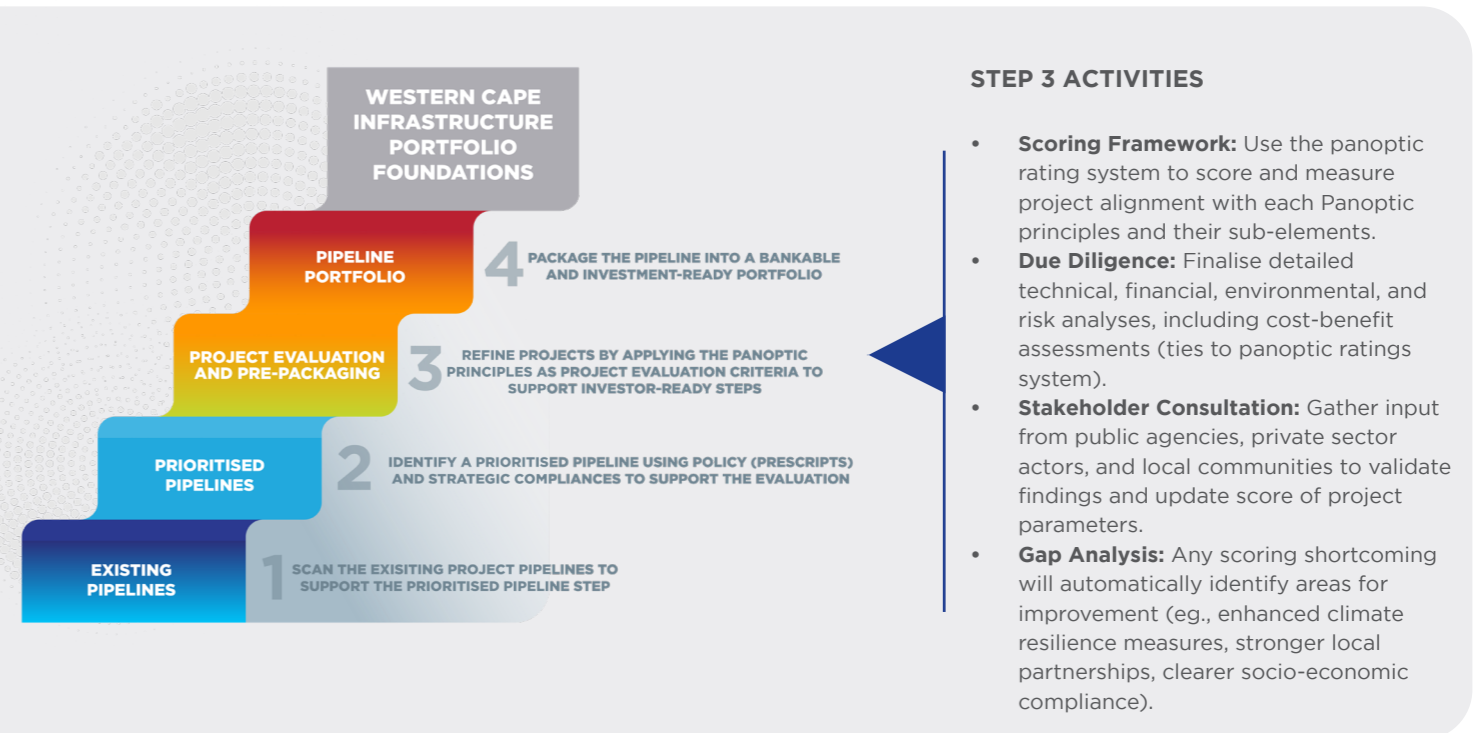 WESTERN CAPE
INFRASTRUCTURE
PORTFOLIO
FOUNDATIONS
PIPELINE
PORTFOLIO
4
PACKAGE THE PIPELINE INTO A BANKABLE
AND INVESTMENT-READY PORTFOLIO
PROJECT EVALUATION
AND PRE-PACKAGING
3
REFINE PROJECTS BY APPLYING THE PANOPTIC
PRINCIPLES AS PROJECT EVALUATION CRITERIA TO
SUPPORT INVESTOR-READY STEPS
PRIORITISED
PIPELINES
2
IDENTIFY A PRIORITISED PIPELINE USING POLICY (PRESCRIPTS)
AND STRATEGIC COMPLIANCES TO SUPPORT THE EVALUATION
EXISTING
PIPELINES
1
SCAN THE EXISITING PROJECT PIPELINES TO
SUPPORT THE PRIORITISED PIPELINE STEP
STEP 3 ACTIVITIES
• Scoring Framework: Use the panoptic
rating system to score and measure
project alignment with each Panoptic
principles and their sub-elements.
• Due Diligence: Finalise detailed
technical, financial, environmental, and
risk analyses, including cost-benefit
assessments (ties to panoptic ratings
system).
• Stakeholder Consultation: Gather input
from public agencies, private sector
actors, and local communities to validate
findings and update score of project
parameters.
• Gap Analysis: Any scoring shortcoming
will automatically identify areas for
improvement (eg., enhanced climate
resilience measures, stronger local
partnerships, clearer socio-economic
compliance).